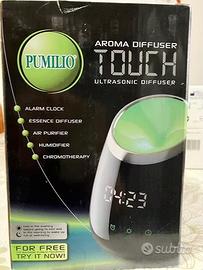 PUMILIO
AROMA DIFFUSER
TOUCH
ULTRASONIC DIFFUSER
ALARM CLOCK
ESSENCE DIFFUSER
AIR PURIFIER
HUMIDIFIER
CHROMOTHERAPY
04:23
FOR FREE
TRY IT NOW!
subito